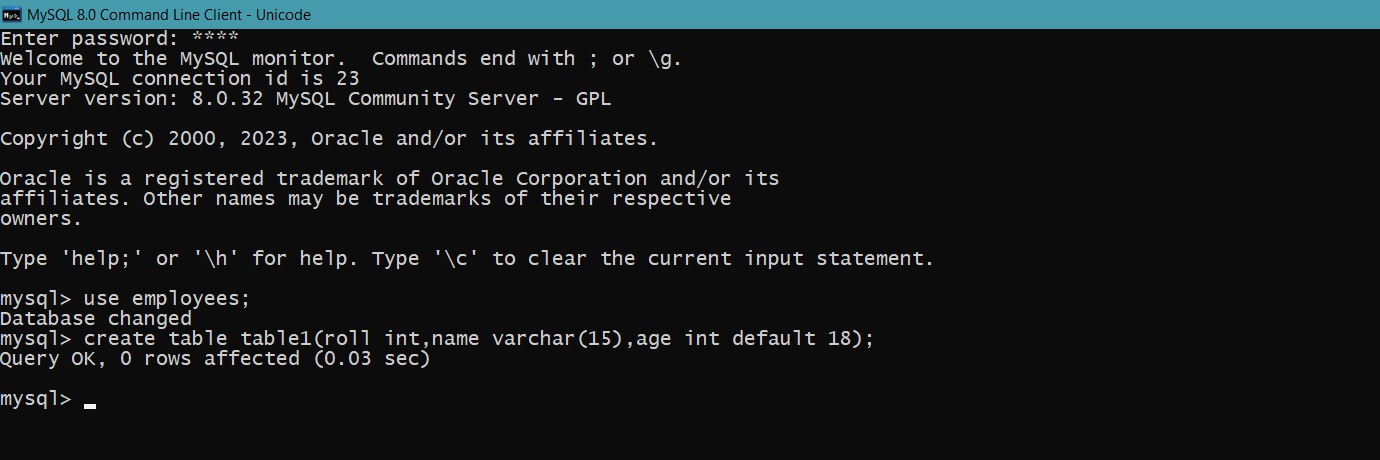 MySQL 8.0 Command Line Client - Unicode
Enter password: ****
Welcome to the MySQL monitor.  Commands end with ; or \g.
Your MySQL connection id is 23
Server version: 8.0.32 MySQL Community Server - GPL
Copyright (c) 2000, 2023, Oracle and/or its affiliates.
Oracle is a registered trademark of Oracle Corporation and/or its
affiliates. Other names may be trademarks of their respective
owners.
Type 'help;' or '\h' for help. Type '\c' to clear the current input statement.
mysql> use employees;
Database changed
mysql> create table table1(roll int,name varchar(15),age int default 18);
Query OK, 0 rows affected (0.03 sec)
mysql>